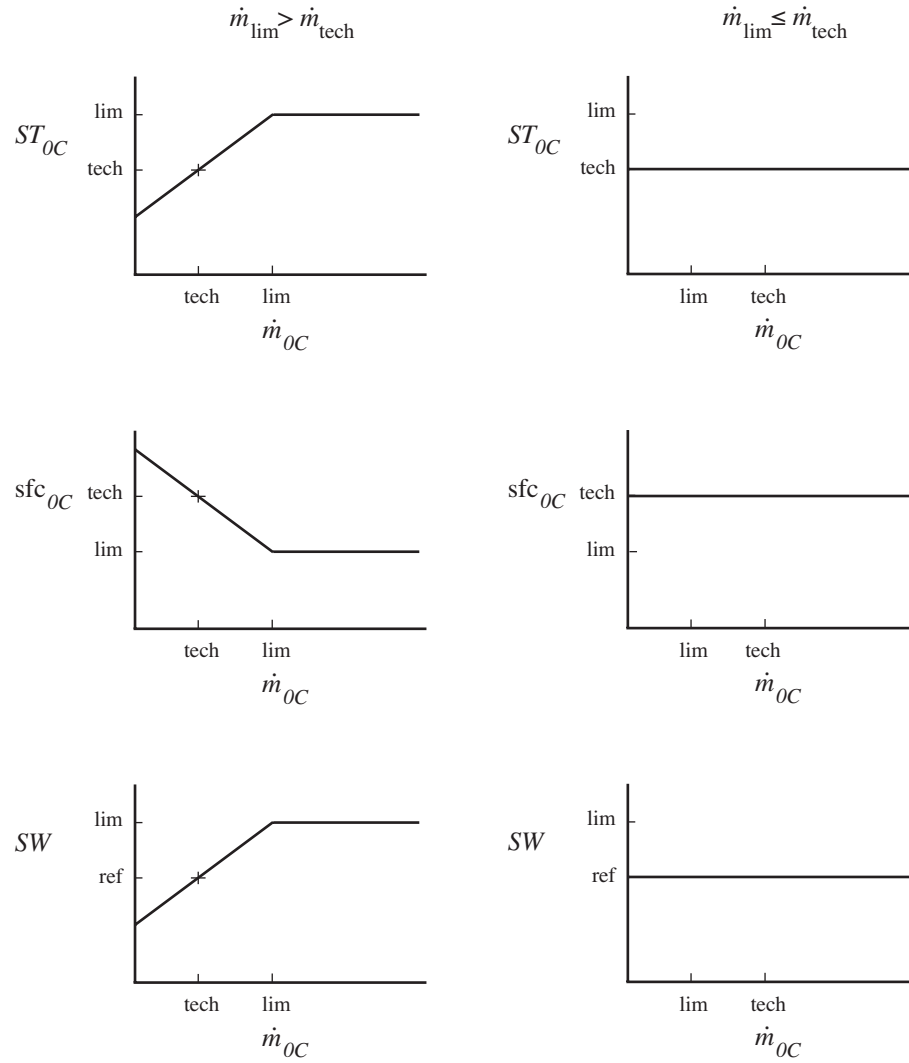 ṁlim > ṁtech
ṁlim ≤ ṁtech
ST0C
lim
tech
tech
lim
ṁ0C
ST0C
lim
tech
lim
tech
ṁ0C
sfc0C
tech
lim
tech
lim
ṁ0C
sfc0C
tech
lim
lim
tech
ṁ0C
SW
lim
ref
tech
lim
ṁ0C
SW
lim
ref
lim
tech
ṁ0C